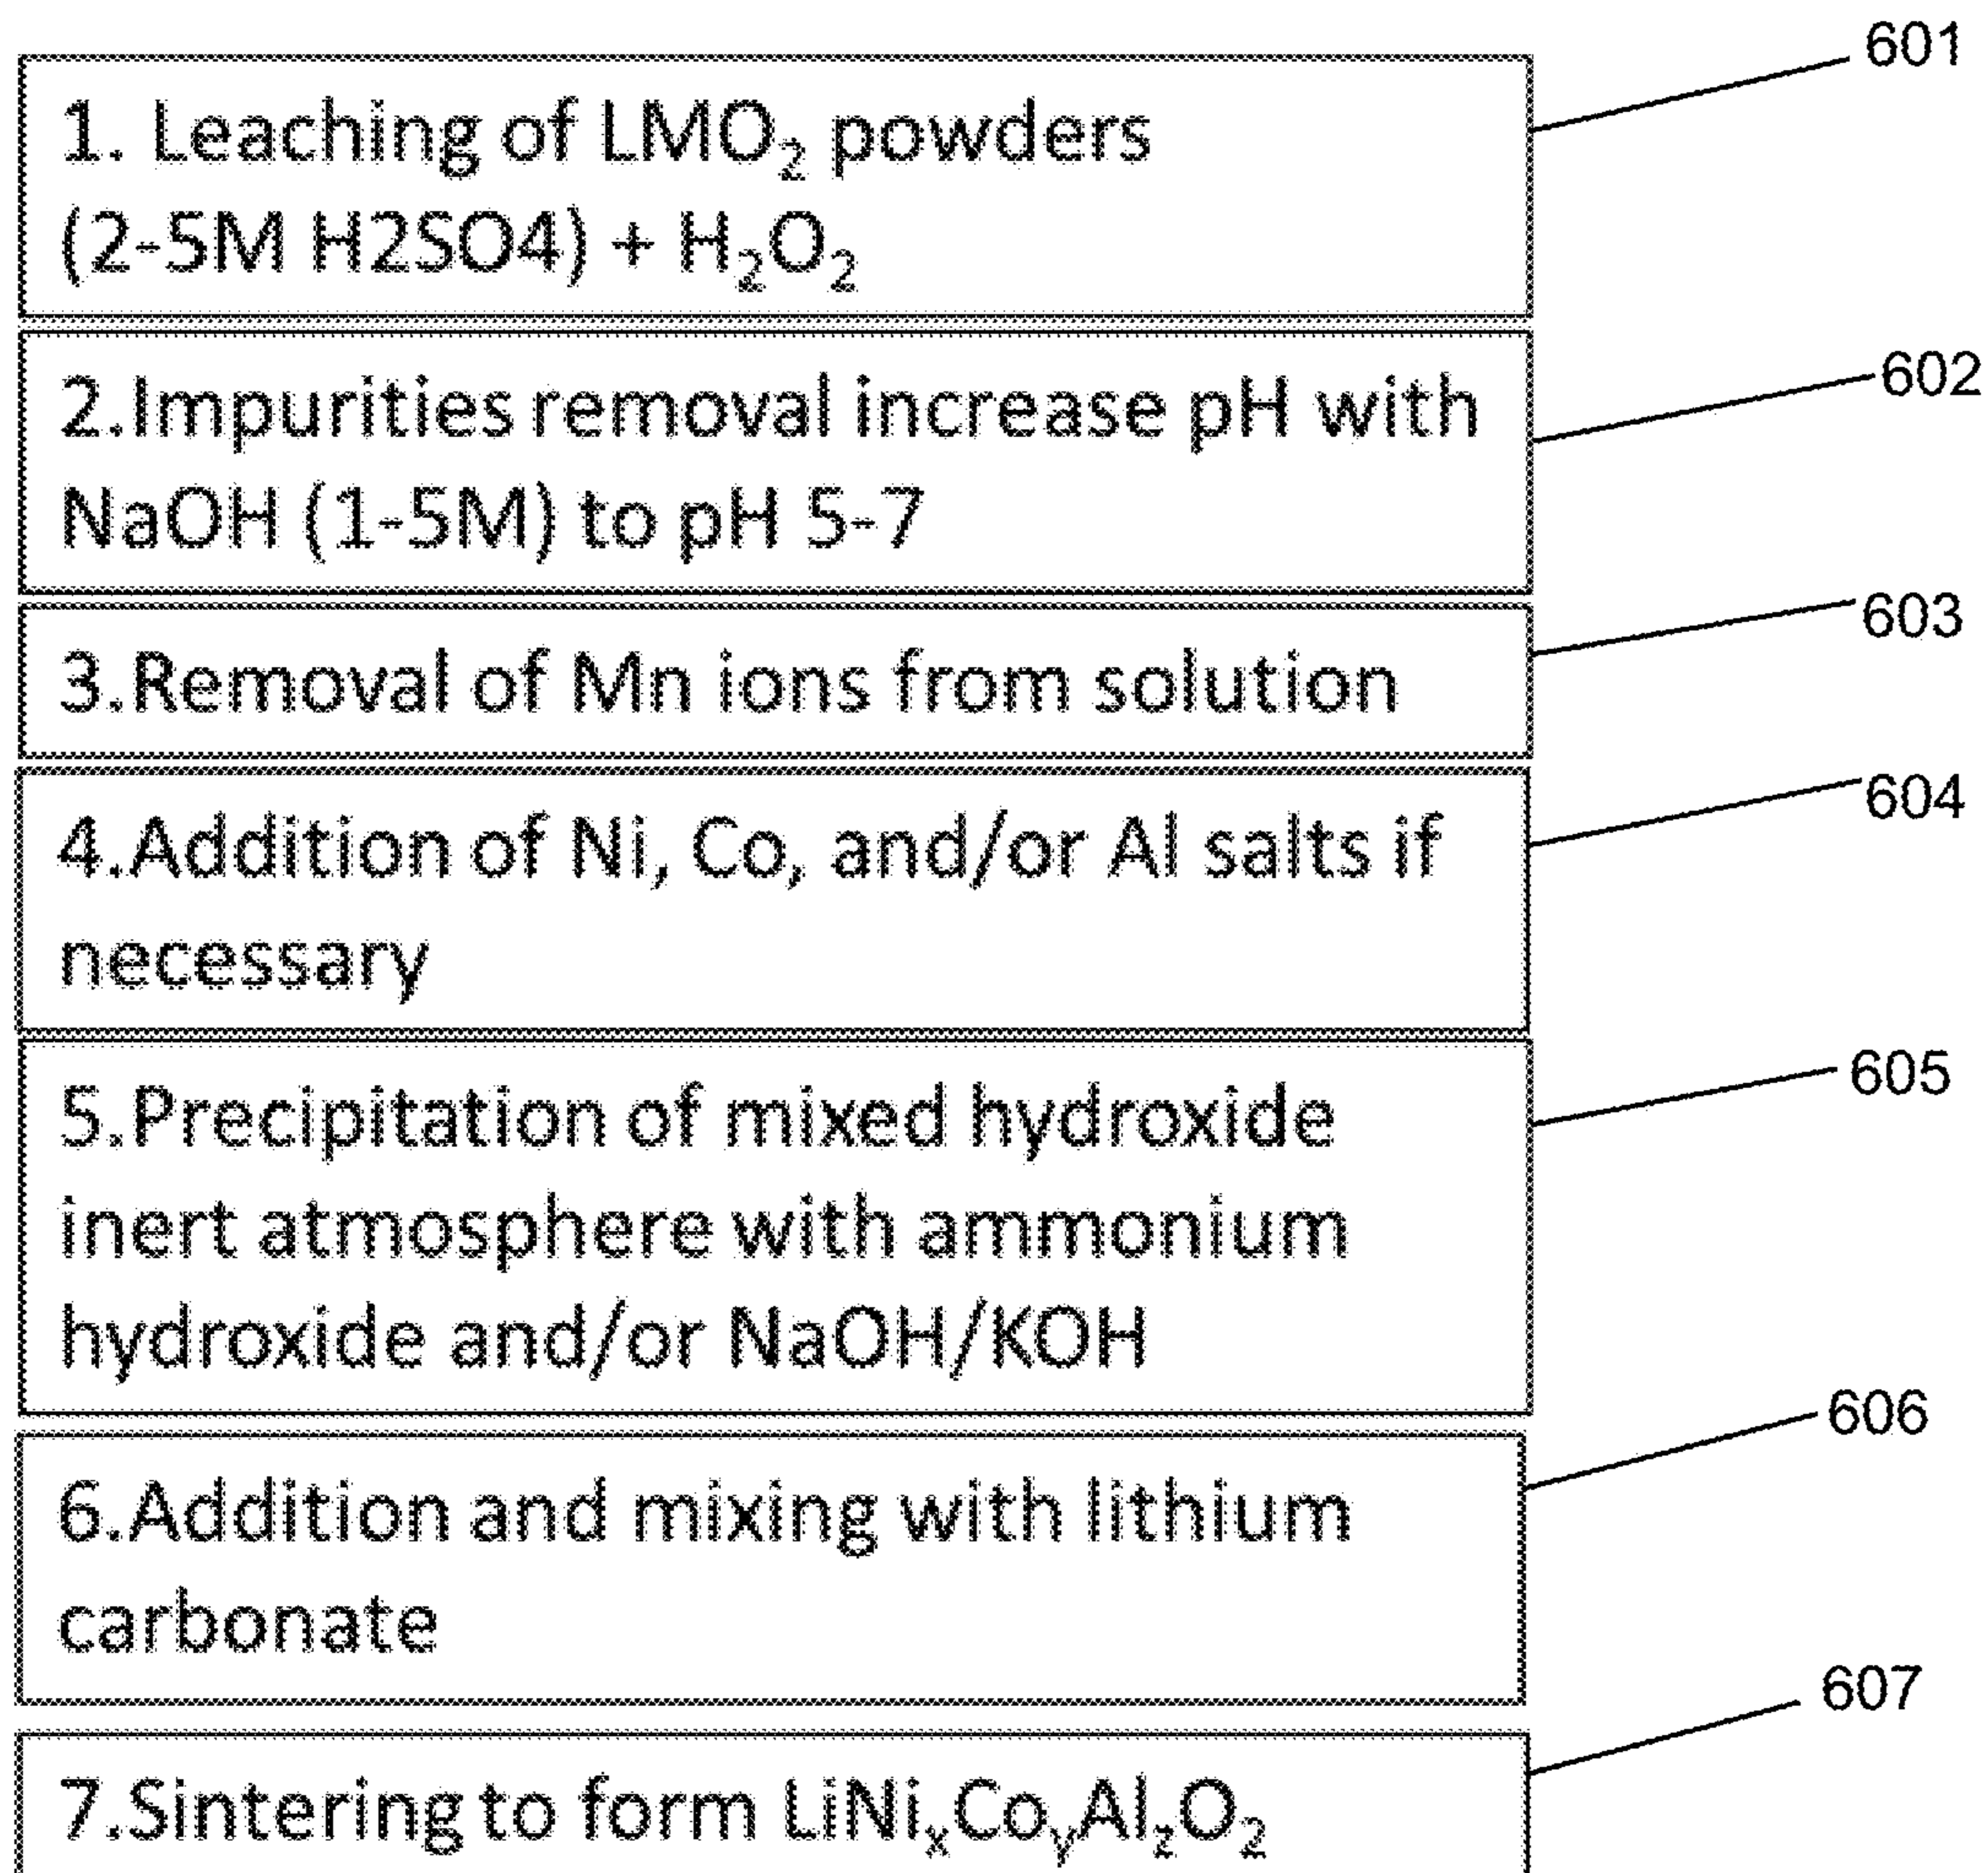 601
1. Leaching of LMO₂ powders
(2-5M H2SO4) + H₂O₂
602
2.Impurities removal increase pH with
NaOH (1-5M) to pH 5-7
603
3.Removal of Mn ions from solution
604
4.Addition of Ni, Co, and/or Al salts if
necessary
605
5.Precipitation of mixed hydroxide
inert atmosphere with ammonium
hydroxide and/or NaOH/KOH
606
6.Addition and mixing with lithium
carbonate
607
7.Sintering to form LiNiₓCoᵧAl_zO₂